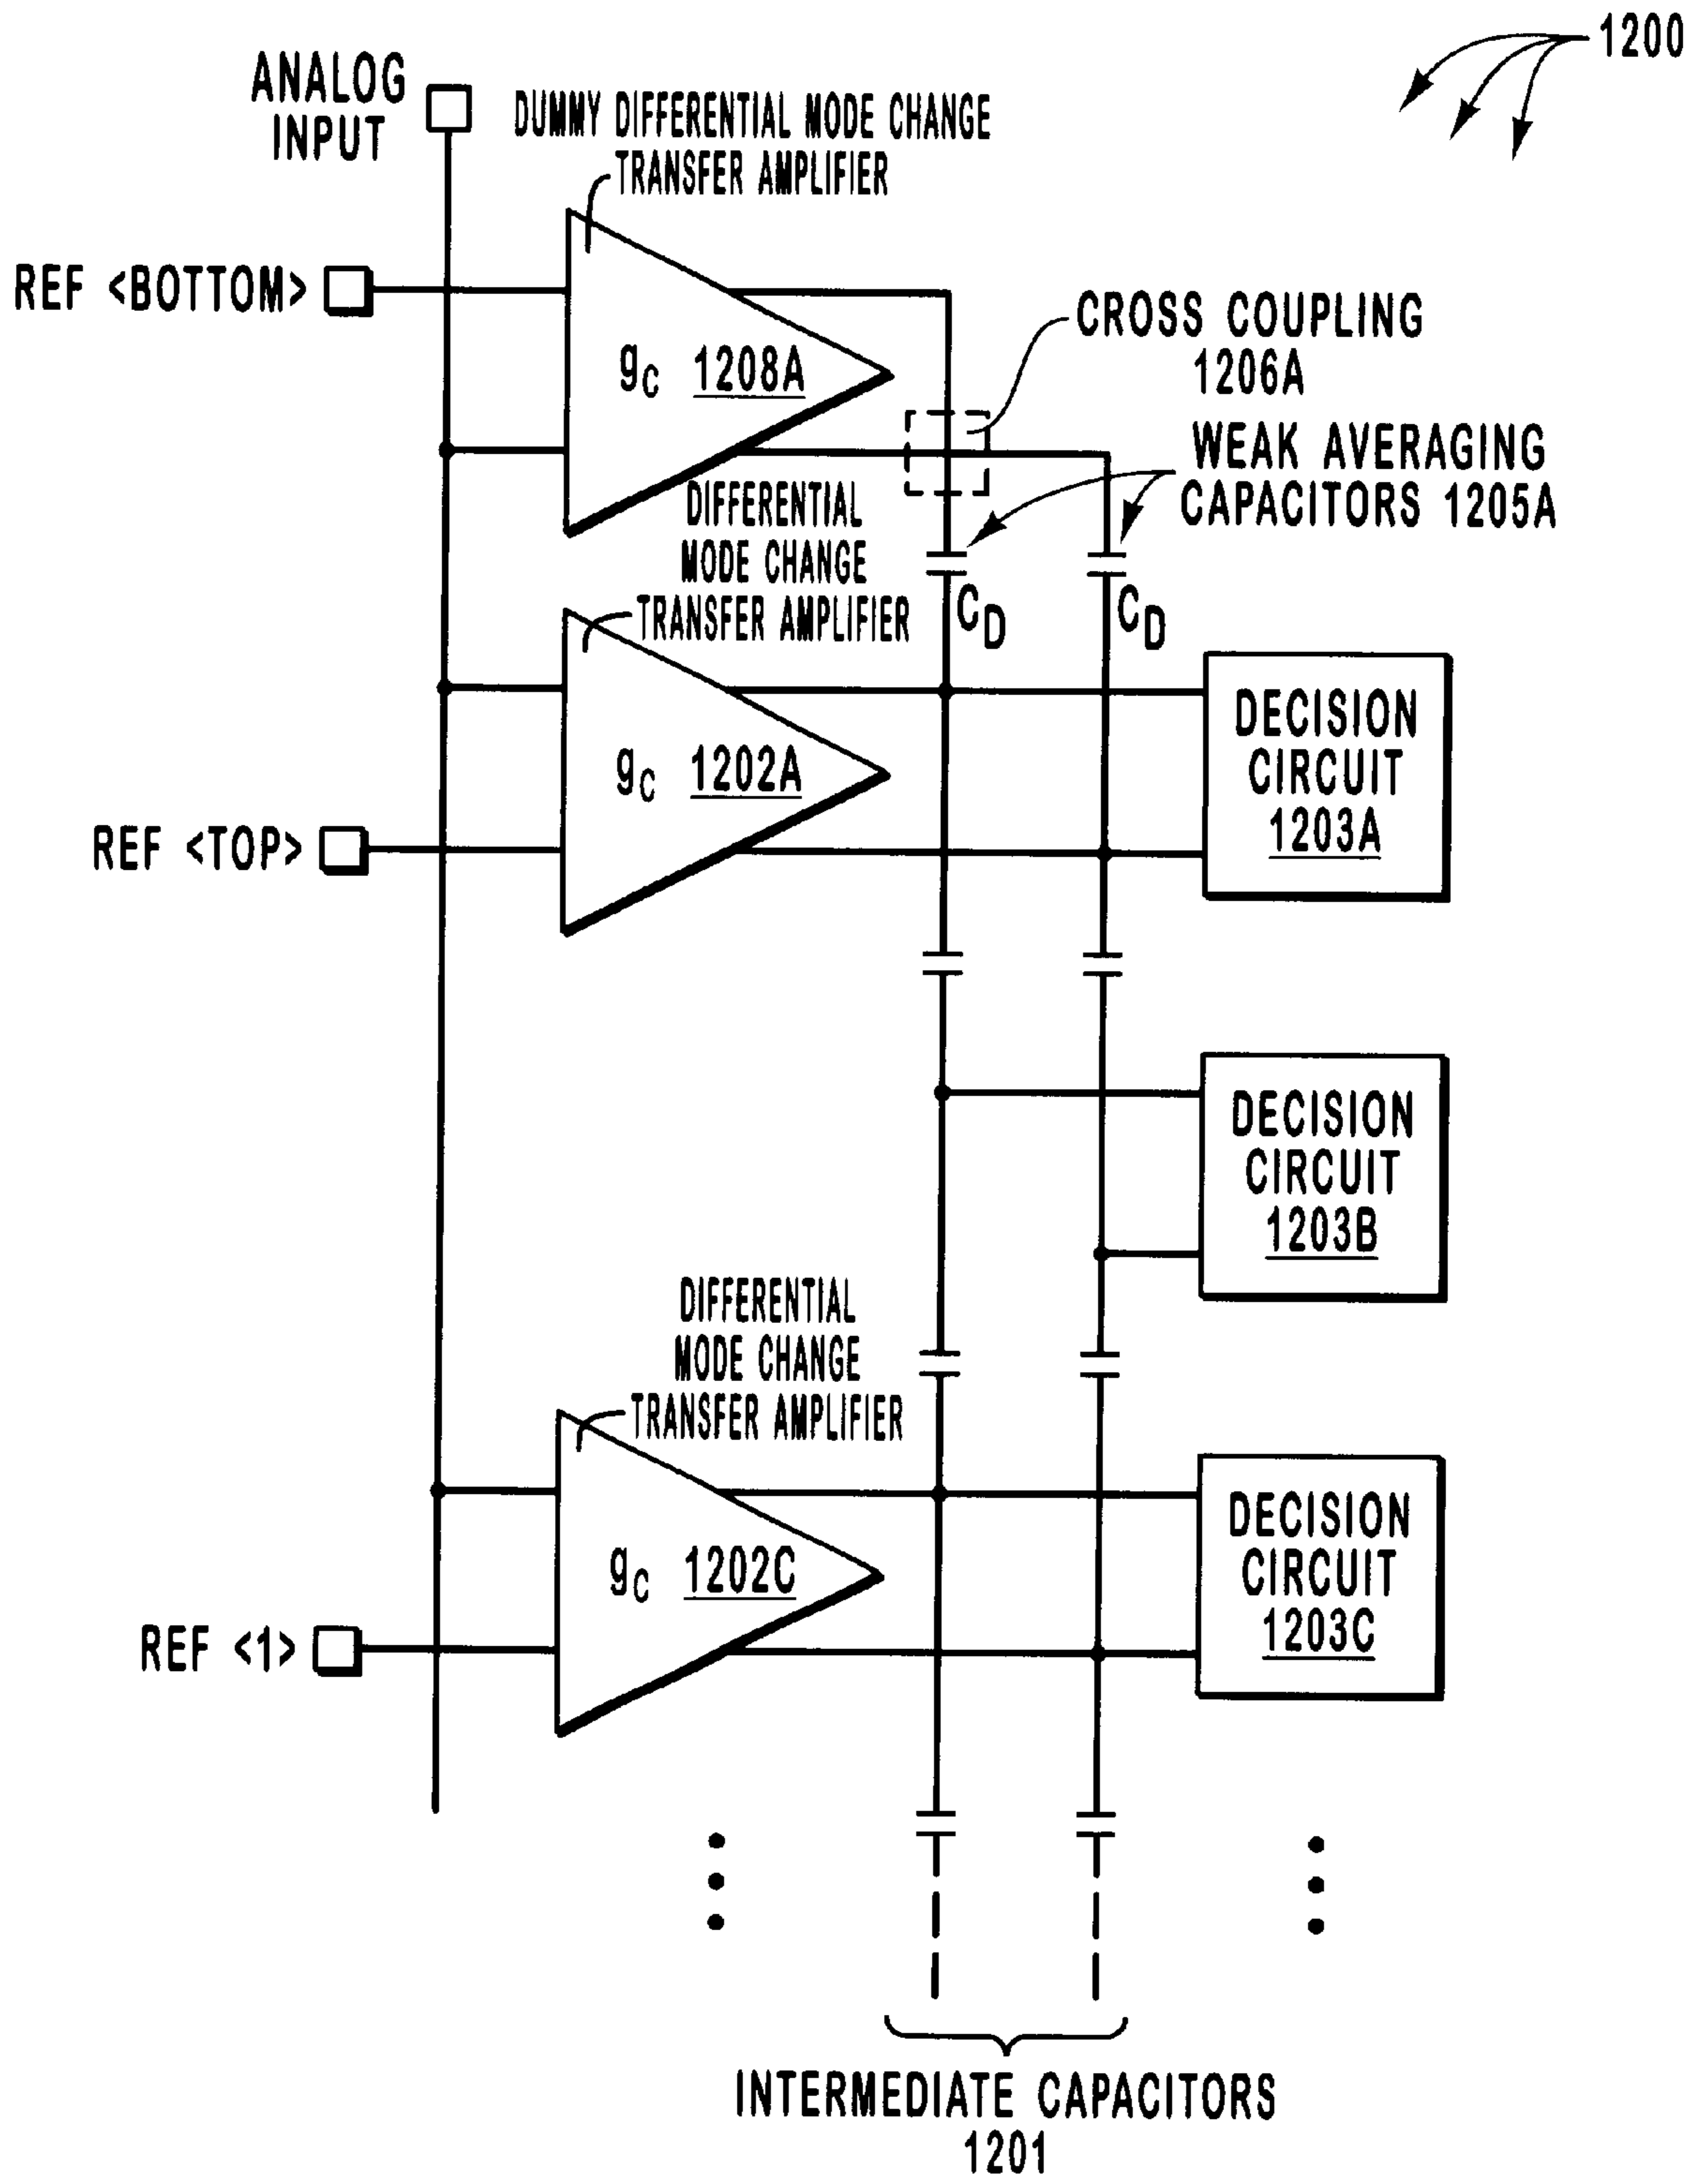 1200
ANALOG
INPUT
DUMMY DIFFERENTIAL MODE CHANGE
TRANSFER AMPLIFIER
REF <BOTTOM>
gC 1208A
CROSS COUPLING
1206A
WEAK AVERAGING
CAPACITORS 1205A
DIFFERENTIAL
MODE CHANGE
TRANSFER AMPLIFIER
CD
CD
gC 1202A
REF <TOP>
DECISION
CIRCUIT
1203A
DECISION
CIRCUIT
1203B
DIFFERENTIAL
MODE CHANGE
TRANSFER AMPLIFIER
gC 1202C
REF <1>
DECISION
CIRCUIT
1203C
INTERMEDIATE CAPACITORS
1201